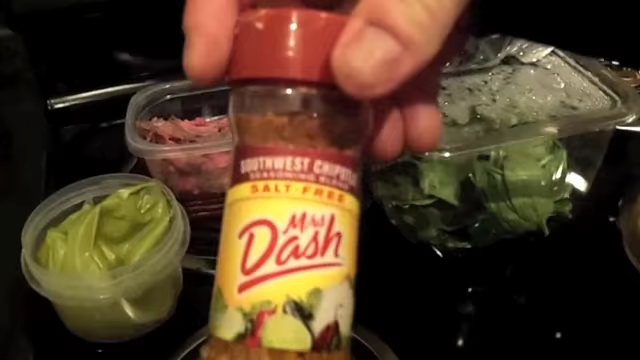 SOUTHWEST CHIPOTLE
SEASONING BLEND
SALT-FREE
Mrs
Dash